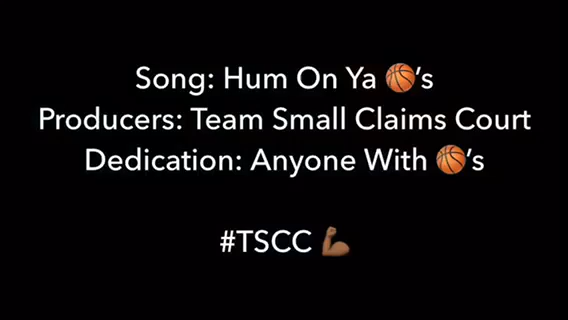 Song: Hum On Ya 🏀’s
Producers: Team Small Claims Court
Dedication: Anyone With 🏀’s
#TSCC 💪🏾